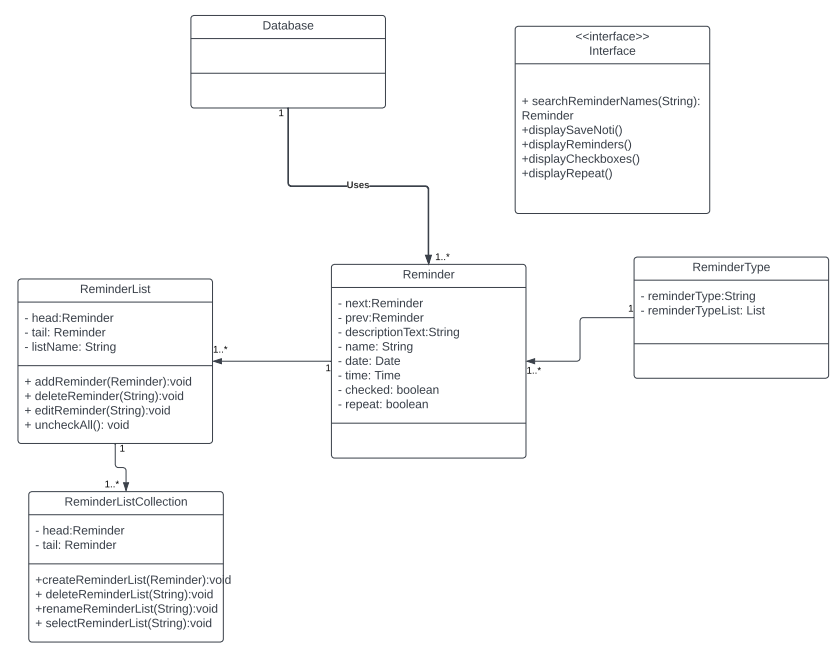 Database
1
Uses
1..*
<<interface>>
Interface
+ searchReminderNames(String):
Reminder
+displaySaveNoti()
+displayReminders()
+displayCheckboxes()
+displayRepeat()
ReminderList
- head:Reminder
- tail: Reminder
- listName: String
+ addReminder(Reminder):void
+ deleteReminder(String):void
+ editReminder(String):void
+ uncheckAll(): void
1..*
1
Reminder
- next:Reminder
- prev:Reminder
- descriptionText:String
- name: String
- date: Date
- time: Time
- checked: boolean
- repeat: boolean
ReminderType
- reminderType:String
- reminderTypeList: List
1
1..*
1
1..*
ReminderListCollection
- head:Reminder
- tail: Reminder
+createReminderList(Reminder):void
+ deleteReminderList(String):void
+renameReminderList(String):void
+ selectReminderList(String):void